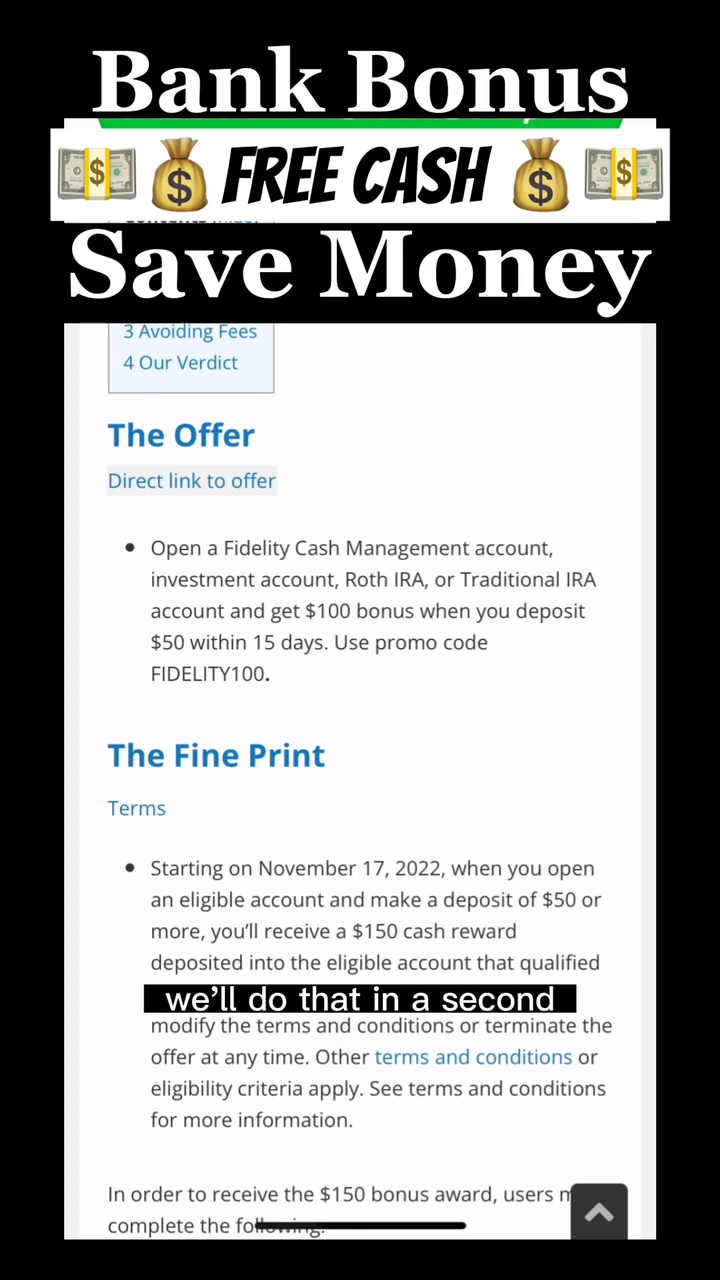 Bank Bonus
FREE CASH
Save Money
3 Avoiding Fees
4 Our Verdict
The Offer
Direct link to offer
Open a Fidelity Cash Management account,
investment account, Roth IRA, or Traditional IRA
account and get $100 bonus when you deposit
$50 within 15 days. Use promo code
FIDELITY100.
The Fine Print
Terms
Starting on November 17, 2022, when you open
an eligible account and make a deposit of $50 or
more, you’ll receive a $150 cash reward
deposited into the eligible account that qualified
we’ll do that in a second
modify the terms and conditions or terminate the
offer at any time. Other terms and conditions or
eligibility criteria apply. See terms and conditions
for more information.
In order to receive the $150 bonus award, users
complete the following: